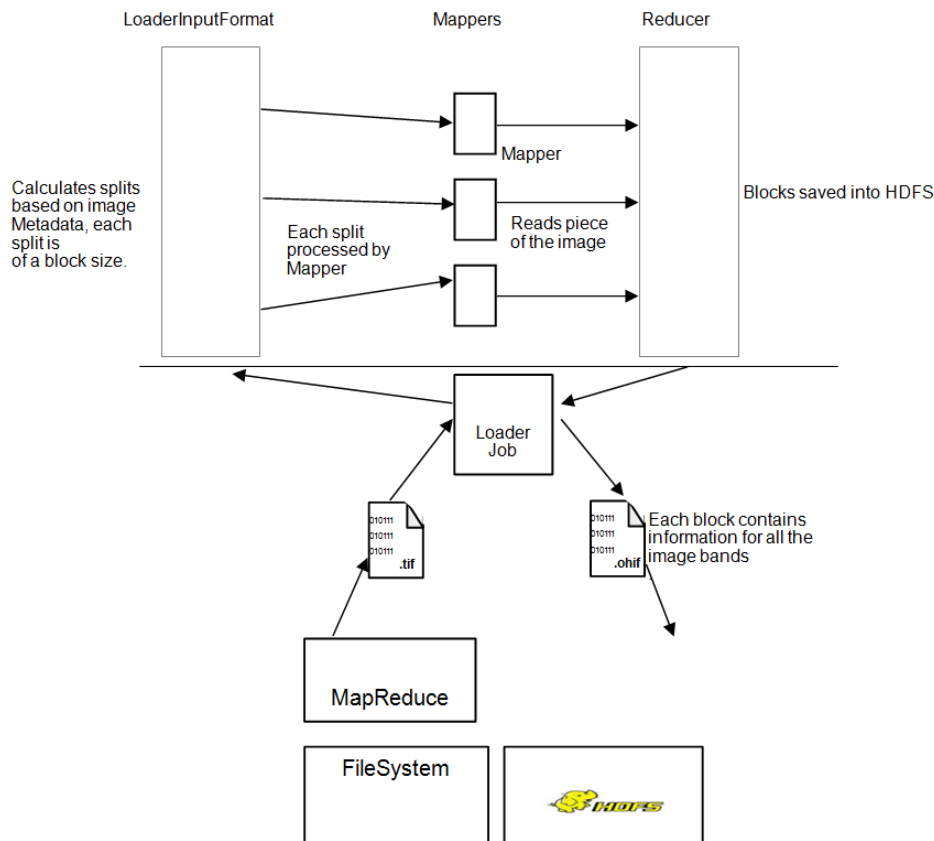 LoaderInputFormat
Mappers
Reducer
Mapper
Calculates splits
based on image
Metadata, each
split is
of a block size.
Each split
processed by
Mapper
Reads piece
of the image
Blocks saved into HDFS
Loader
Job
010111
010111
010111
.tif
010111
010111
010111
.ohif
Each block contains
information for all the
image bands
MapReduce
FileSystem
HDFS